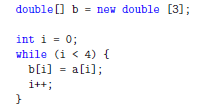 double[] b = new double [3];

int i = 0;
while (i < 4) {
  b[i] = a[i];
  i++;
}